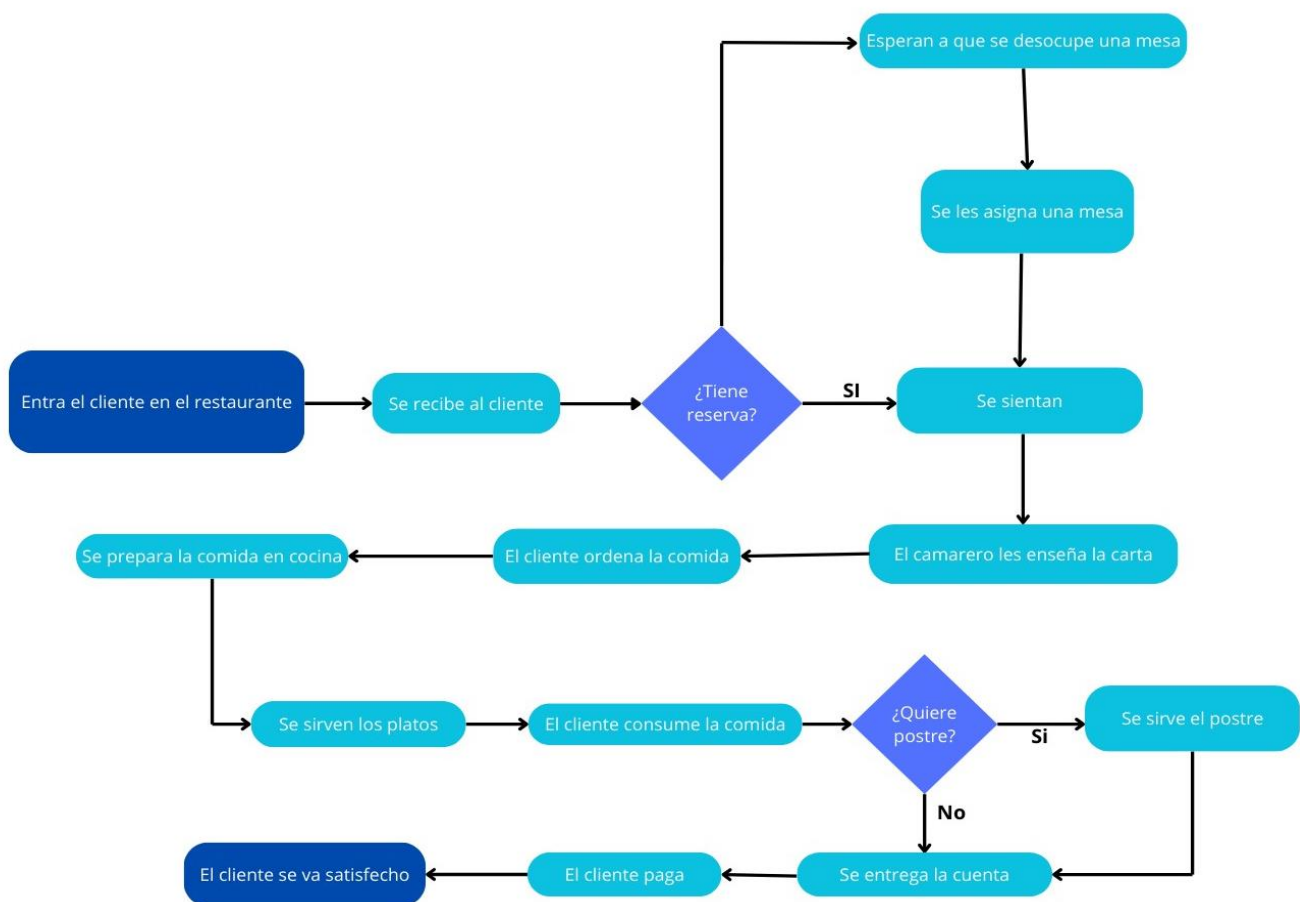 Esperan a que se desocupe una mesa
Se les asigna una mesa
Entra el cliente en el restaurante
Se recibe al cliente
¿Tiene
reserva?
SI
Se sientan
Se prepara la comida en cocina
El cliente ordena la comida
El camarero les enseña la carta
Se sirven los platos
El cliente consume la comida
¿Quiere
postre?
Si
Se sirve el postre
No
El cliente se va satisfecho
El cliente paga
Se entrega la cuenta